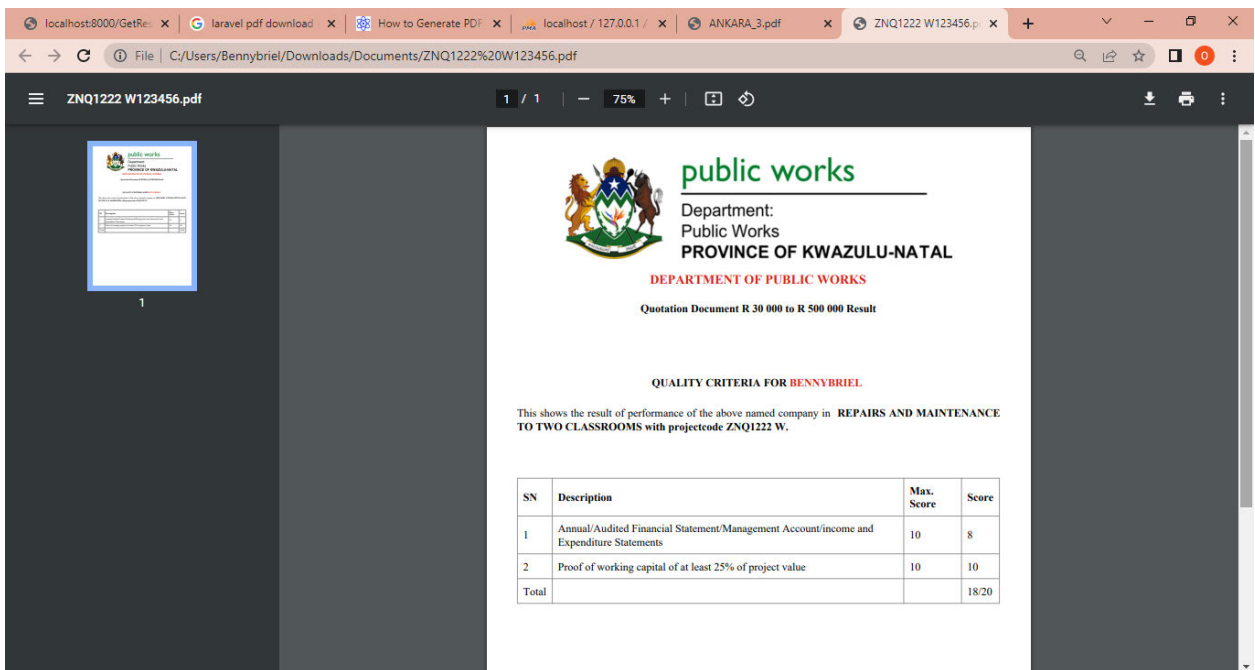 localhost:8000/GetRes
laravel pdf download
How to Generate PDF
localhost / 127.0.0.1 /
ANKARA_3.pdf
ZNQ1222 W123456.p
File
C:/Users/Bennybriel/Downloads/Documents/ZNQ1222%20W123456.pdf
O
ZNQ1222 W123456.pdf
1 / 1
75%
1
public works
Department:
Public Works
PROVINCE OF KWAZULU-NATAL
DEPARTMENT OF PUBLIC WORKS
Quotation Document R 30 000 to R 500 000 Result
QUALITY CRITERIA FOR BENNYBRIEL
This shows the result of performance of the above named company in REPAIRS AND MAINTENANCE
TO TWO CLASSROOMS with projectcode ZNQ1222 W.
SN Description Max. Score Score
1 Annual/Audited Financial Statement/Management Account/income and
Expenditure Statements 10 8
2 Proof of working capital of at least 25% of project value 10 10
Total 18/20